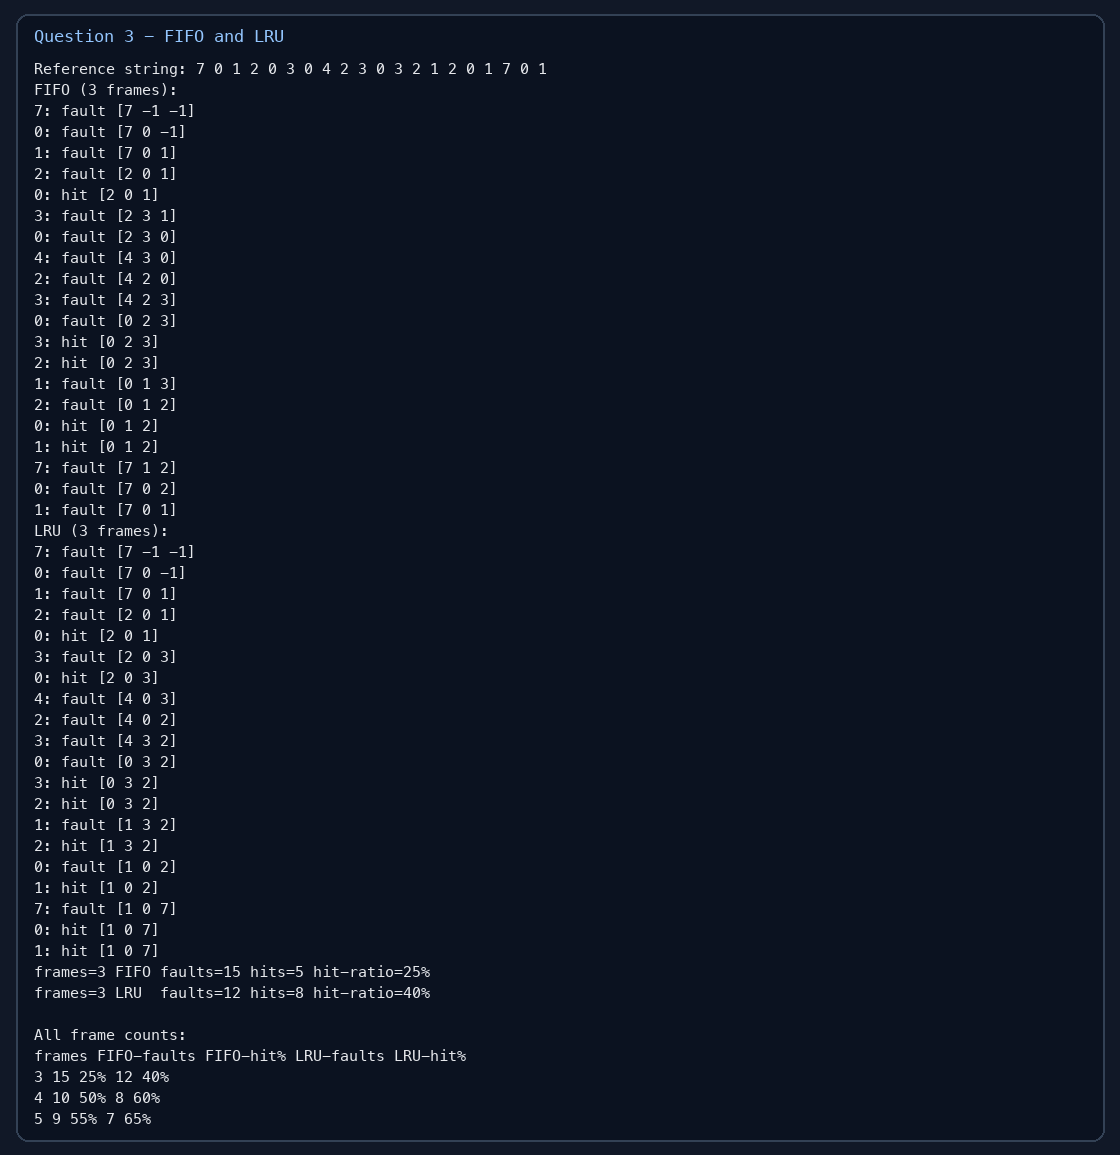 Question 3 − FIFO and LRU
Reference string: 7 0 1 2 0 3 0 4 2 3 0 3 2 1 2 0 1 7 0 1
FIFO (3 frames):
7: fault [7 −1 −1]
0: fault [7 0 −1]
1: fault [7 0 1]
2: fault [2 0 1]
0: hit [2 0 1]
3: fault [2 3 1]
0: fault [2 3 0]
4: fault [4 3 0]
2: fault [4 2 0]
3: fault [4 2 3]
0: fault [0 2 3]
3: hit [0 2 3]
2: hit [0 2 3]
1: fault [0 1 3]
2: fault [0 1 2]
0: hit [0 1 2]
1: hit [0 1 2]
7: fault [7 1 2]
0: fault [7 0 2]
1: fault [7 0 1]
LRU (3 frames):
7: fault [7 −1 −1]
0: fault [7 0 −1]
1: fault [7 0 1]
2: fault [2 0 1]
0: hit [2 0 1]
3: fault [2 0 3]
0: hit [2 0 3]
4: fault [4 0 3]
2: fault [4 0 2]
3: fault [4 3 2]
0: fault [0 3 2]
3: hit [0 3 2]
2: hit [0 3 2]
1: fault [1 3 2]
2: hit [1 3 2]
0: fault [1 0 2]
1: hit [1 0 2]
7: fault [1 0 7]
0: hit [1 0 7]
1: hit [1 0 7]
frames=3 FIFO faults=15 hits=5 hit−ratio=25%
frames=3 LRU  faults=12 hits=8 hit−ratio=40%
All frame counts:
frames FIFO−faults FIFO−hit% LRU−faults LRU−hit%
3 15 25% 12 40%
4 10 50% 8 60%
5 9 55% 7 65%